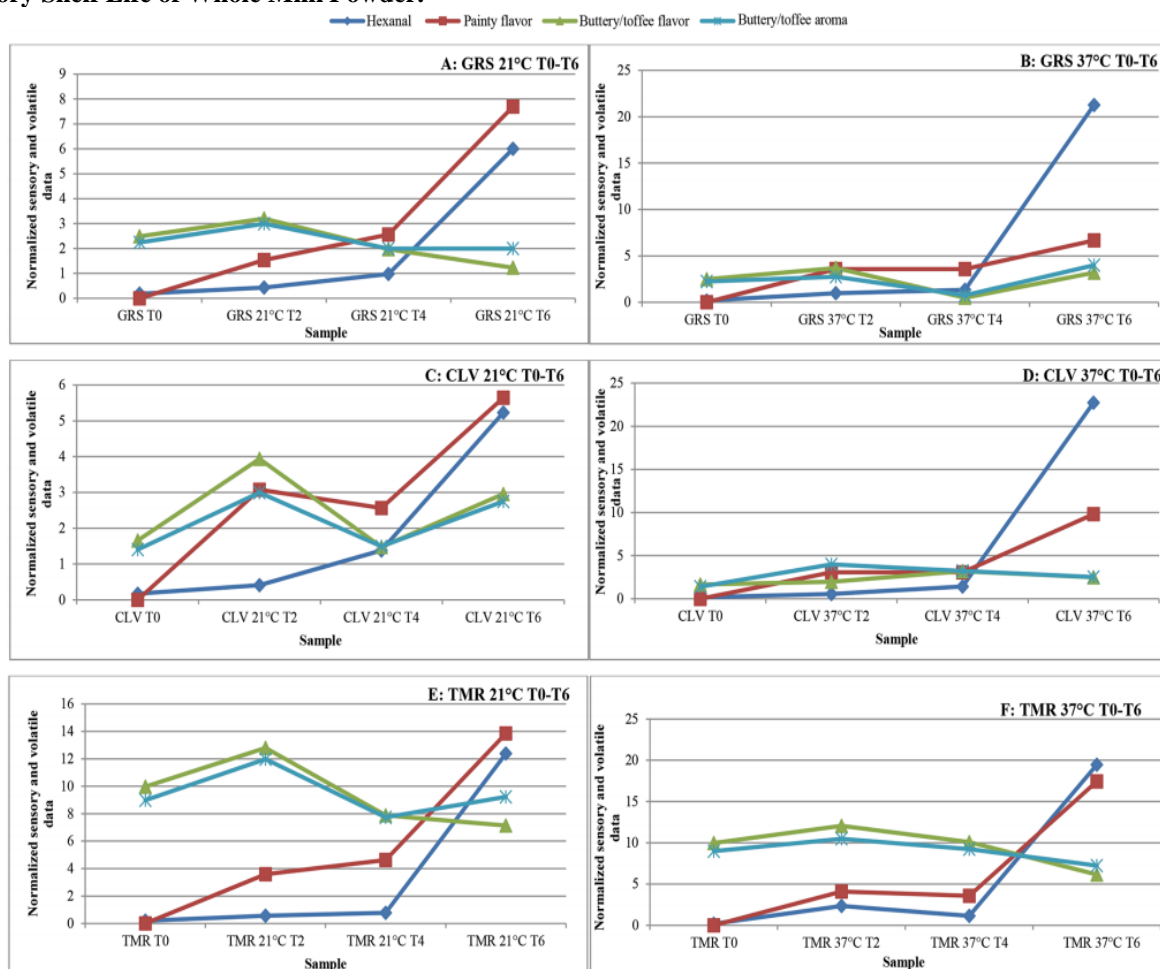 ory Shelf Life of Whole Milk Powder.
Hexanal Painty flavor Buttery/toffee flavor Buttery/toffee aroma
A: GRS 21°C T0-T6
Normalized sensory and volatile
data
9
8
7
6
5
4
3
2
1
0
GRS T0 GRS 21°C T2 GRS 21°C T4 GRS 21°C T6
Sample
B: GRS 37°C T0-T6
Normalized sensory and volatile
data
25
20
15
10
5
0
GRS T0 GRS 37°C T2 GRS 37°C T4 GRS 37°C T6
Sample
C: CLV 21°C T0-T6
Normalized sensory and volatile
data
6
5
4
3
2
1
0
CLV T0 CLV 21°C T2 CLV 21°C T4 CLV 21°C T6
Sample
D: CLV 37°C T0-T6
Normalized sensory and volatile
data
25
20
15
10
5
0
CLV T0 CLV 37°C T2 CLV 37°C T4 CLV 37°C T6
Sample
E: TMR 21°C T0-T6
Normalized sensory and volatile
data
16
14
12
10
8
6
4
2
0
TMR T0 TMR 21°C T2 TMR 21°C T4 TMR 21°C T6
Sample
F: TMR 37°C T0-T6
Normalized sensory and volatile
data
25
20
15
10
5
0
TMR T0 TMR 37°C T2 TMR 37°C T4 TMR 37°C T6
Sample